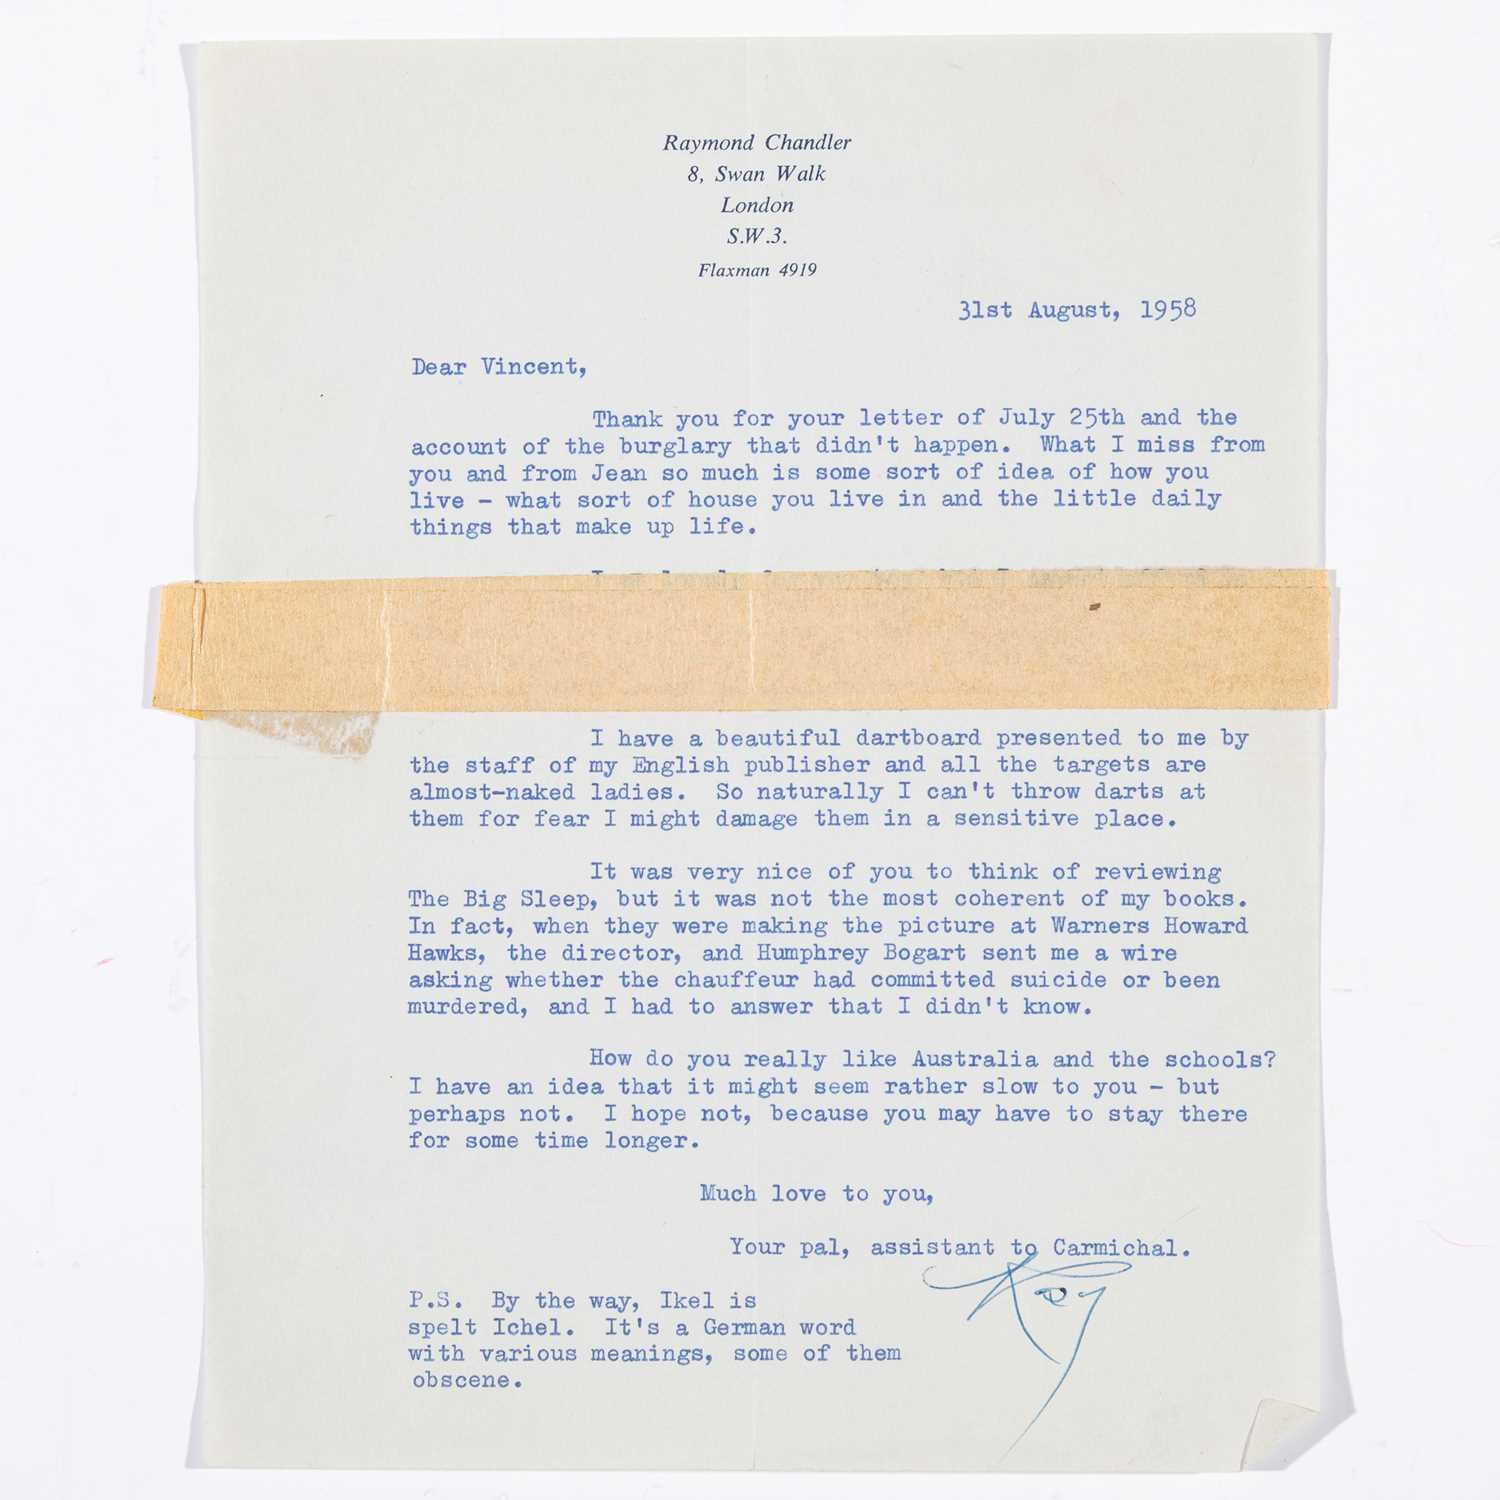 Raymond Chandler
8, Swan Walk
London
S.W.3.
Flaxman 4919
31st August, 1958
Dear Vincent,
Thank you for your letter of July 25th and the
account of the burglary that didn't happen. What I miss from
you and from Jean so much is some sort of idea of how you
live - what sort of house you live in and the little daily
things that make up life.
I have a beautiful dartboard presented to me by
the staff of my English publisher and all the targets are
almost-naked ladies. So naturally I can't throw darts at
them for fear I might damage them in a sensitive place.
It was very nice of you to think of reviewing
The Big Sleep, but it was not the most coherent of my books.
In fact, when they were making the picture at Warners Howard
Hawks, the director, and Humphrey Bogart sent me a wire
asking whether the chauffeur had committed suicide or been
murdered, and I had to answer that I didn't know.
How do you really like Australia and the schools?
I have an idea that it might seem rather slow to you - but
perhaps not. I hope not, because you may have to stay there
for some time longer.
Much love to you,
Your pal, assistant to Carmichal.
Ray
P.S. By the way, Ikel is
spelt Ichel. It's a German word
with various meanings, some of them
obscene.